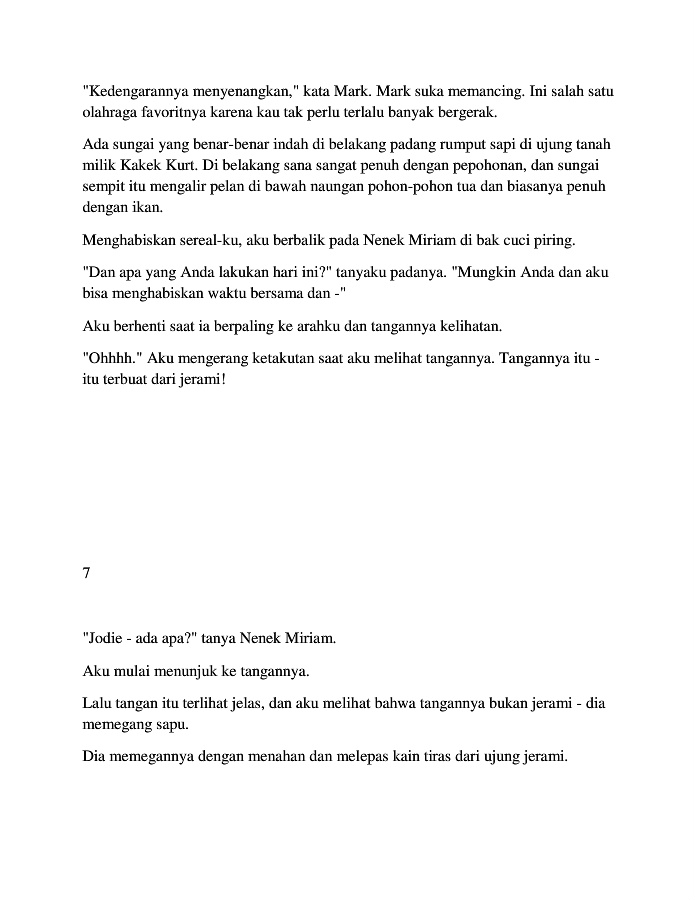 "Kedengarannya menyenangkan," kata Mark. Mark suka memancing. Ini salah satu
olahraga favoritnya karena kau tak perlu terlalu banyak bergerak.
Ada sungai yang benar-benar indah di belakang padang rumput sapi di ujung tanah
milik Kakek Kurt. Di belakang sana sangat penuh dengan pepohonan, dan sungai
sempit itu mengalir pelan di bawah naungan pohon-pohon tua dan biasanya penuh
dengan ikan.
Menghabiskan sereal-ku, aku berbalik pada Nenek Miriam di bak cuci piring.
"Dan apa yang Anda lakukan hari ini?" tanyaku padanya. "Mungkin Anda dan aku
bisa menghabiskan waktu bersama dan -"
Aku berhenti saat ia berpaling ke arahku dan tangannya kelihatan.
"Ohhhh." Aku mengerang ketakutan saat aku melihat tangannya. Tangannya itu -
itu terbuat dari jerami!
7
"Jodie - ada apa?" tanya Nenek Miriam.
Aku mulai menunjuk ke tangannya.
Lalu tangan itu terlihat jelas, dan aku melihat bahwa tangannya bukan jerami - dia
memegang sapu.
Dia memegannya dengan menahan dan melepas kain tiras dari ujung jerami.